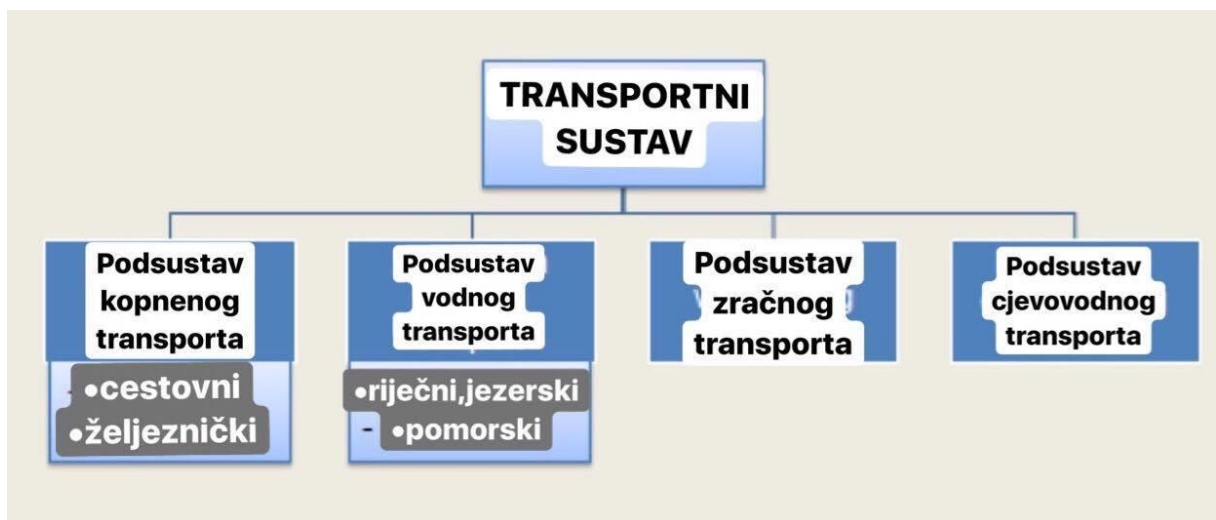 TRANSPORTNI
SUSTAV
Podsustav
kopnenog
transporta
•cestovni
•željeznički
Podsustav
vodnog
transporta
•riječni,jezerski
- •pomorski
Podsustav
zračnog
transporta
Podsustav
cjevovodnog
transporta